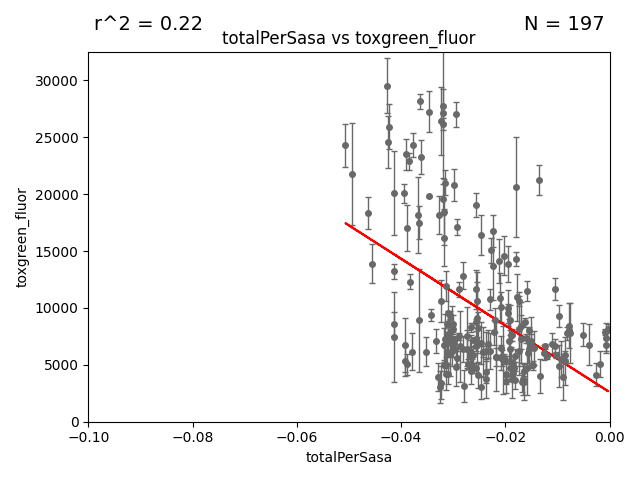 r^2 = 0.22
N = 197
totalPerSasa vs toxgreen_fluor
toxgreen_fluor
30000
25000
20000
15000
10000
5000
0
−0.10
−0.08
−0.06
−0.04
−0.02
0.00
totalPerSasa